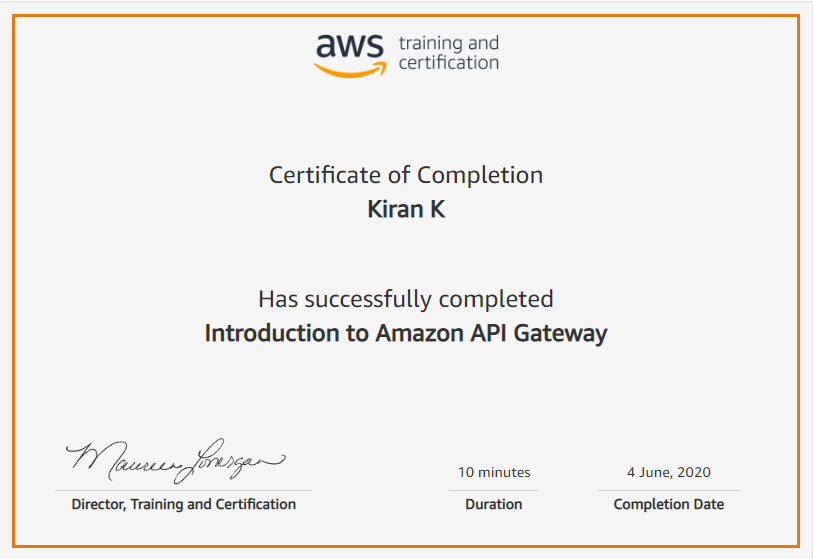 aws training and
certification
Certificate of Completion
Kiran K
Has successfully completed
Introduction to Amazon API Gateway
Maureen Lonergan
10 minutes
4 June, 2020
Director, Training and Certification
Duration
Completion Date